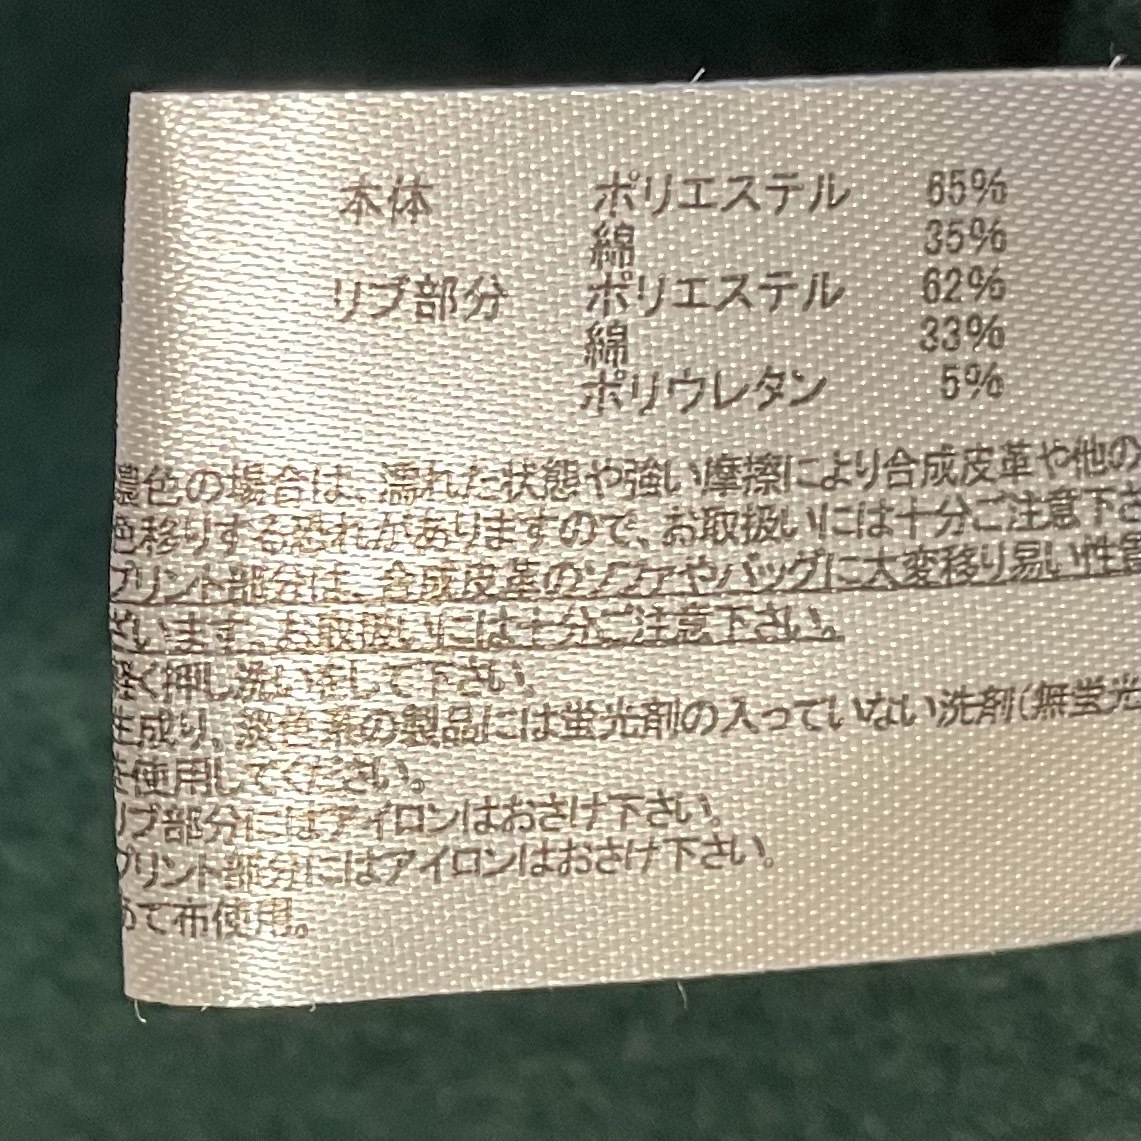 本体 ポリエステル 65%
綿 35%
リブ部分 ポリエステル 62%
綿 33%
ポリウレタン 5%
濃色の場合は、濡れた状態や強い摩擦により合成皮革や他の
色移りする恐れがありますので、お取扱いには十分ご注意下さ
プリント部分は、合成皮革のソファやバッグに大変移り易い性質
ざいます。お取扱いには十分ご注意下さい。
軽く押し洗いをして下さい。
生成り、淡色系の製品には蛍光剤の入っていない洗剤(無蛍光
を使用してください。
リブ部分にはアイロンはおさけ下さい。
プリント部分にはアイロンはおさけ下さい。
あて布使用。